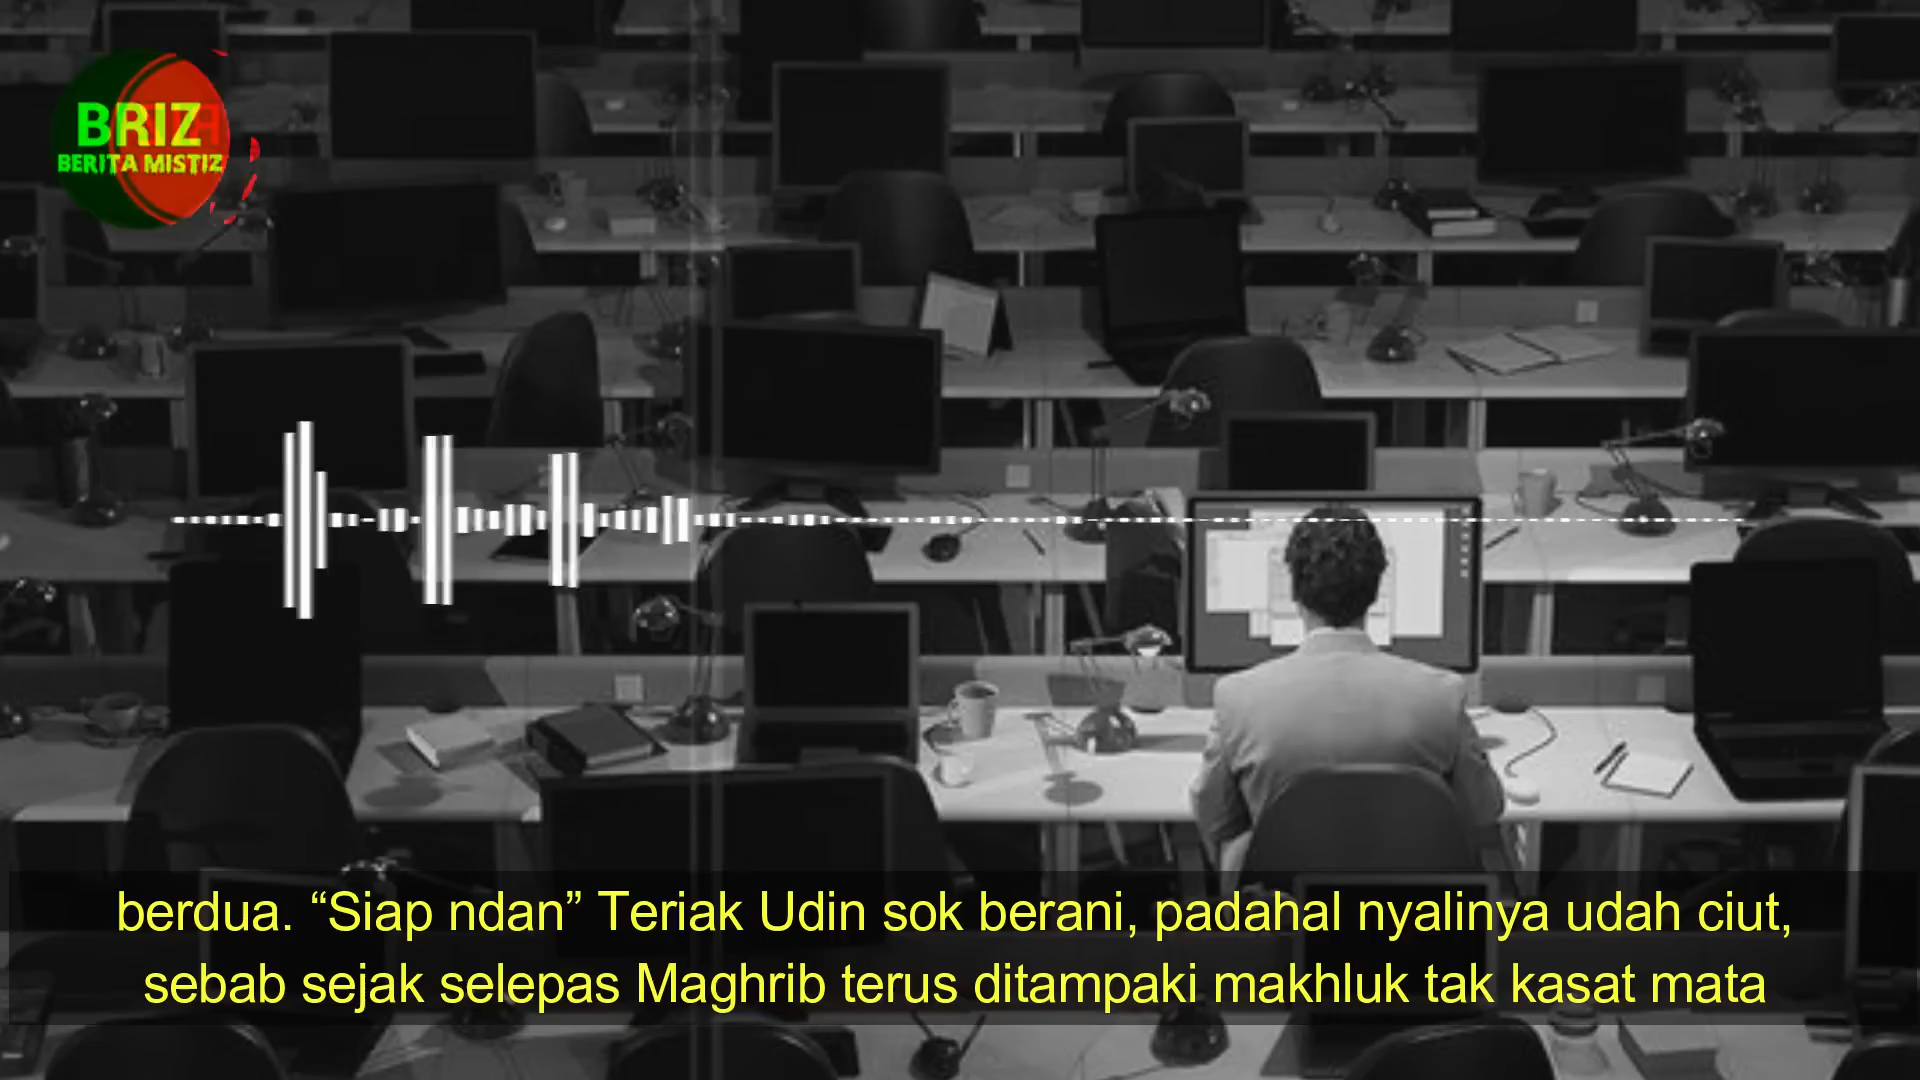 BRIZ
BERITA MISTIZ
berdua. “Siap ndan” Teriak Udin sok berani, padahal nyalinya udah ciut,
sebab sejak selepas Maghrib terus ditampaki makhluk tak kasat mata